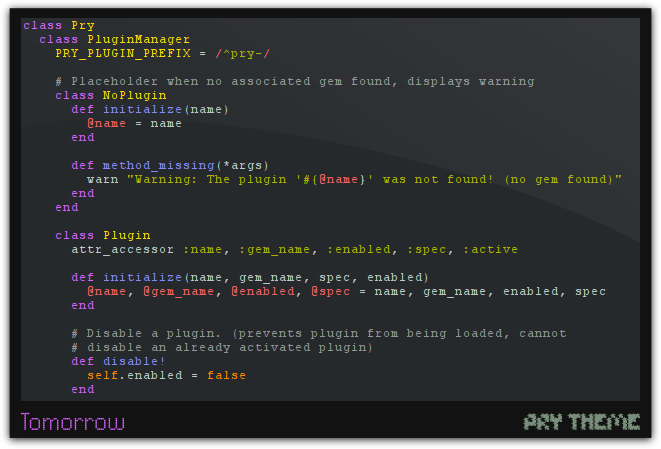 class Pry
  class PluginManager
    PRY_PLUGIN_PREFIX = /^pry-/

    # Placeholder when no associated gem found, displays warning
    class NoPlugin
      def initialize(name)
        @name = name
      end

      def method_missing(*args)
        warn "Warning: The plugin '#{@name}' was not found! (no gem found)"
      end
    end

    class Plugin
      attr_accessor :name, :gem_name, :enabled, :spec, :active

      def initialize(name, gem_name, spec, enabled)
        @name, @gem_name, @enabled, @spec = name, gem_name, enabled, spec
      end

      # Disable a plugin. (prevents plugin from being loaded, cannot
      # disable an already activated plugin)
      def disable!
        self.enabled = false
      end
Tomorrow
PRY THEME